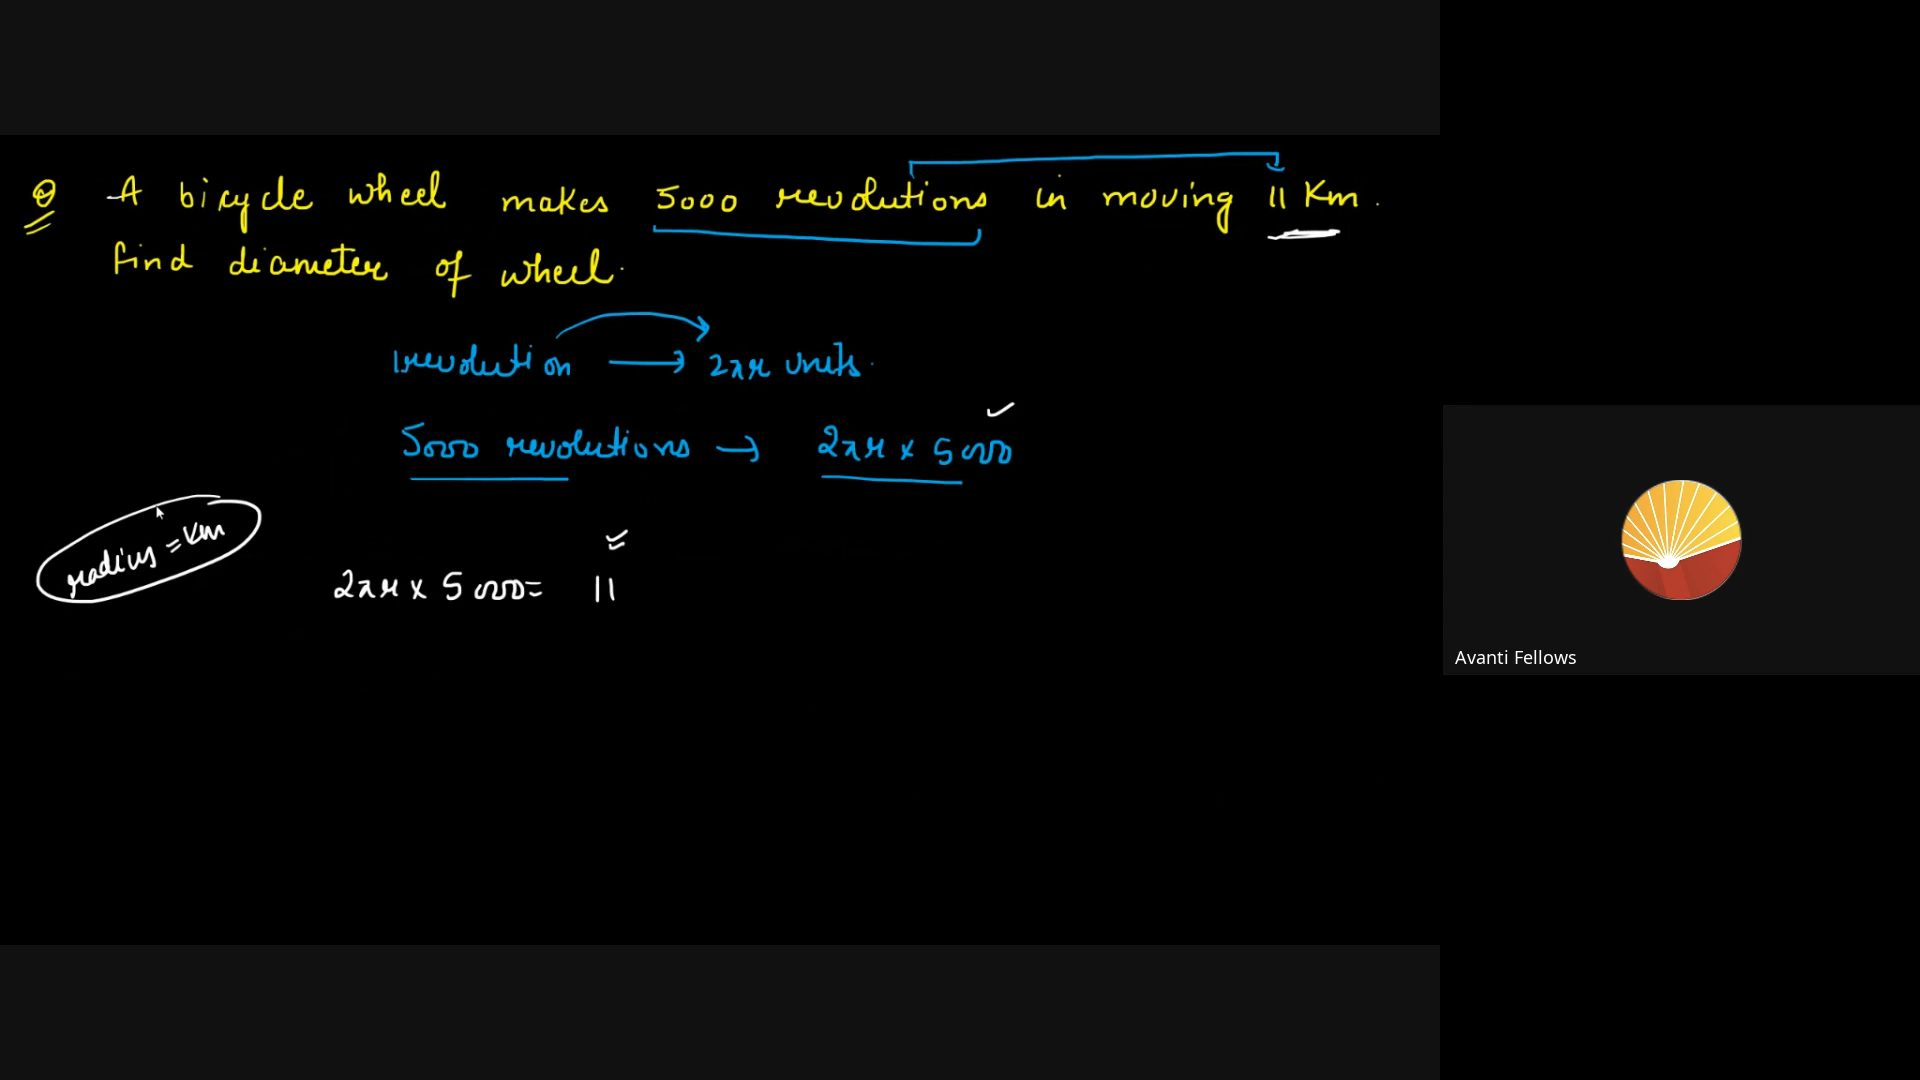 Q A bicycle wheel makes 5000 revolutions in moving 11 Km.
find diameter of wheel.
1 revolution → 2πr units.
5000 revolutions → 2πr × 5000
radius = Km
2πr × 5000 = 11
Avanti Fellows